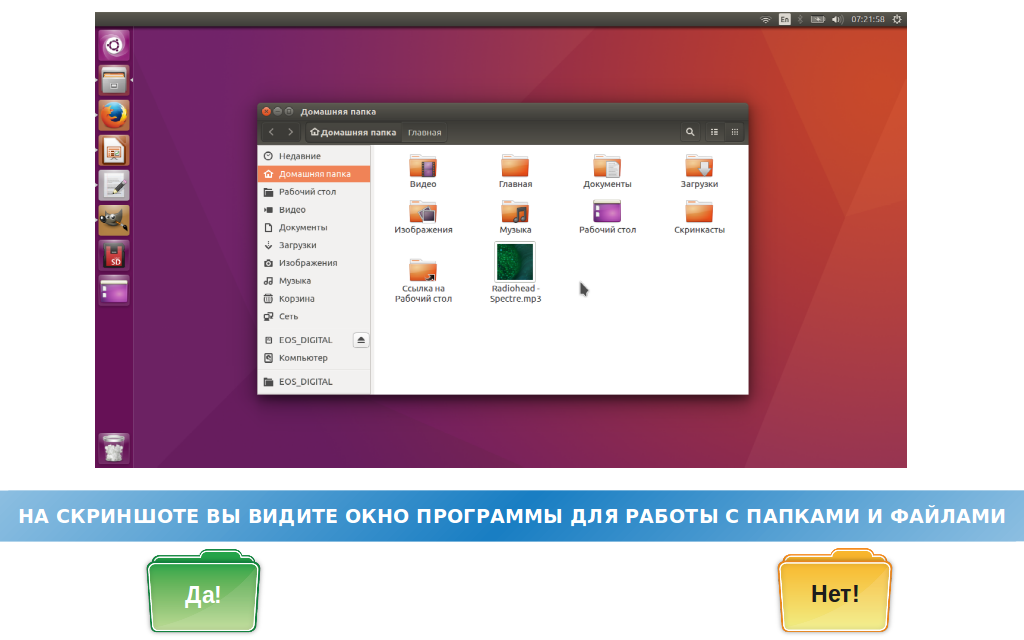 En
07:21:58
Домашняя папка
Домашняя папка
Главная
Недавние
Домашняя папка
Рабочий стол
Видео
Документы
Загрузки
Изображения
Музыка
Корзина
Сеть
EOS_DIGITAL
Компьютер
EOS_DIGITAL
Видео
Главная
Документы
Загрузки
Изображения
Музыка
Рабочий стол
Скринкасты
Ссылка на
Рабочий стол
Radiohead -
Spectre.mp3
SD
НА СКРИНШОТЕ ВЫ ВИДИТЕ ОКНО ПРОГРАММЫ ДЛЯ РАБОТЫ С ПАПКАМИ И ФАЙЛАМИ
Да!
Нет!